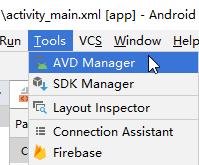 \activity_main.xml [app] - Android
Run Tools VCS Window Help
AVD Manager
SDK Manager
Layout Inspector
Connection Assistant
Firebase
Pa
C